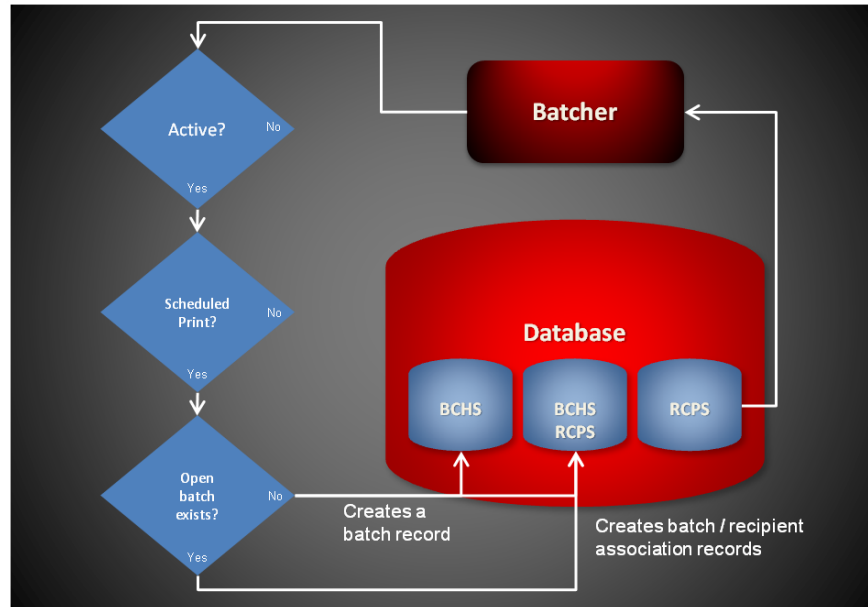 Active?
No
Yes
Batcher
Scheduled
Print?
No
Yes
Database
BCHS
BCHS
RCPS
RCPS
Open
batch
exists?
No
Yes
Creates a
batch record
Creates batch / recipient
association records